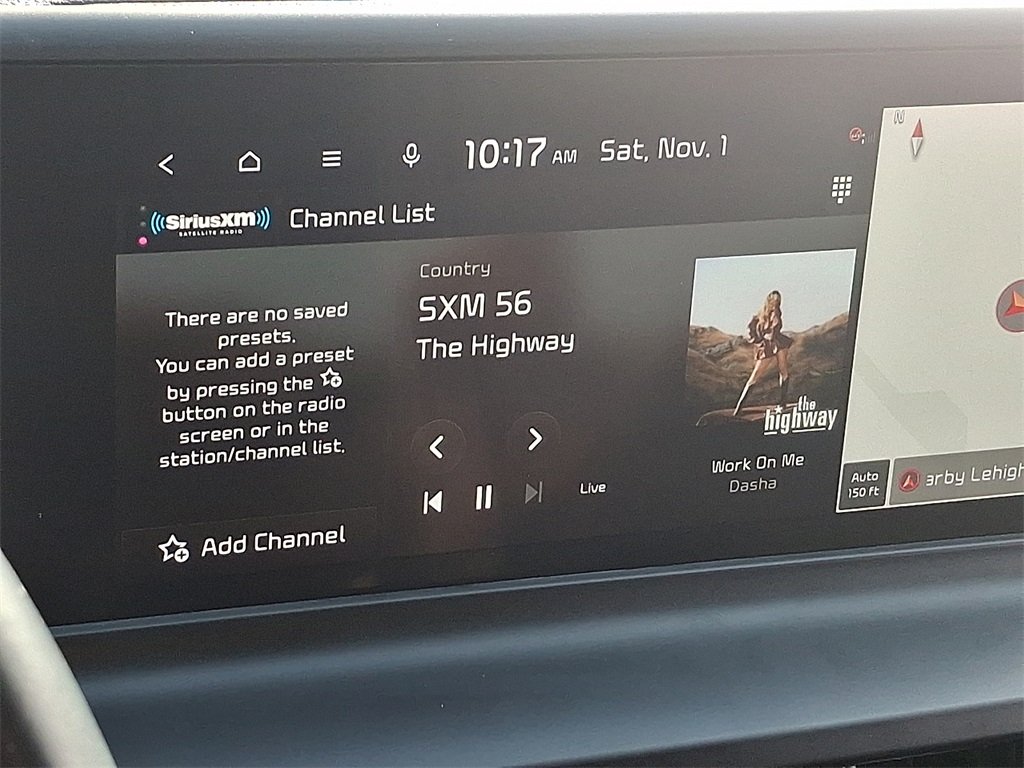 10:17 AM Sat, Nov. 1
N
SiriusXM
SATELLITE RADIO
Channel List
There are no saved
presets.
You can add a preset
by pressing the
button on the radio
screen or in the
station/channel list.
Add Channel
Country
SXM 56
The Highway
Live
the
highway
Work On Me
Dasha
Auto
150 ft
arby Lehigh